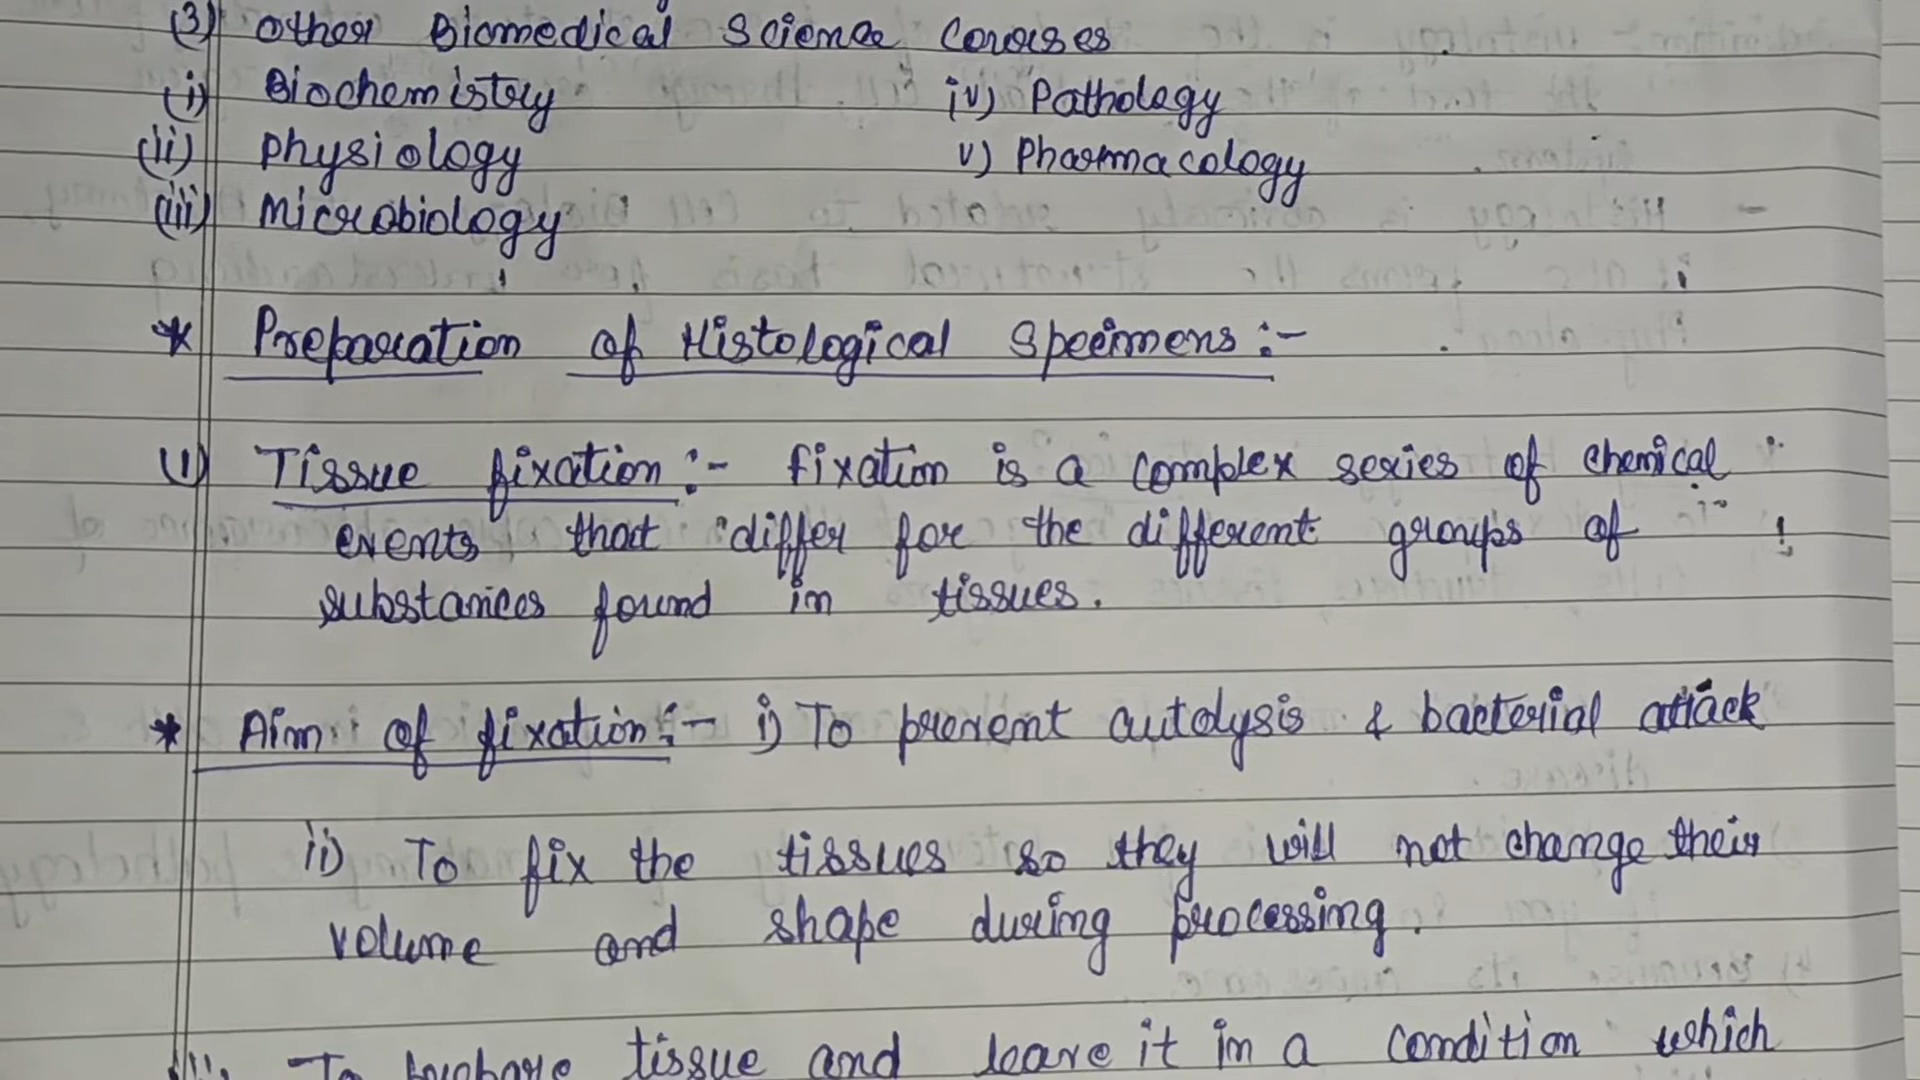 (3) Other Biomedical Science Courses
(i) Biochemistry iv) Pathology
(ii) Physiology v) Pharmacology
(iii) Microbiology
* Preparation of Histological Specimens :-
(1) Tissue fixation :- fixation is a complex series of chemical
events that differ for the different groups of
substances found in tissues.
* Aim of fixation :- i) To prevent autolysis & bacterial attack
ii) To fix the tissues so they will not change their
volume and shape during processing.
To prepare tissue and leave it in a condition which